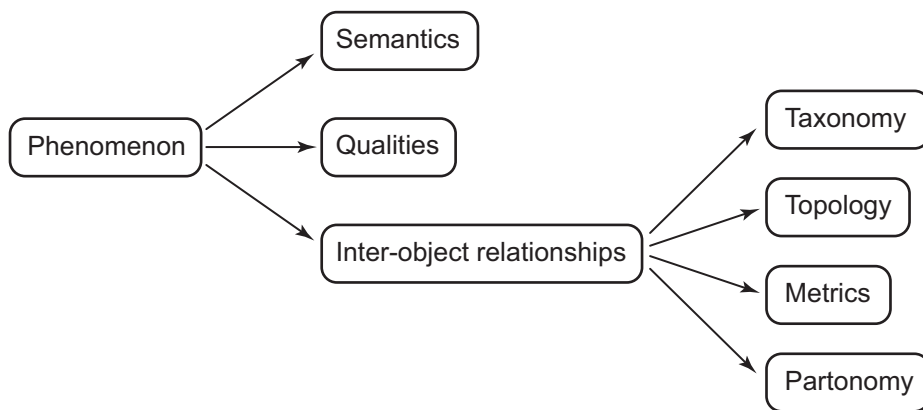 Semantics
Phenomenon
Qualities
Inter-object relationships
Taxonomy
Topology
Metrics
Partonomy